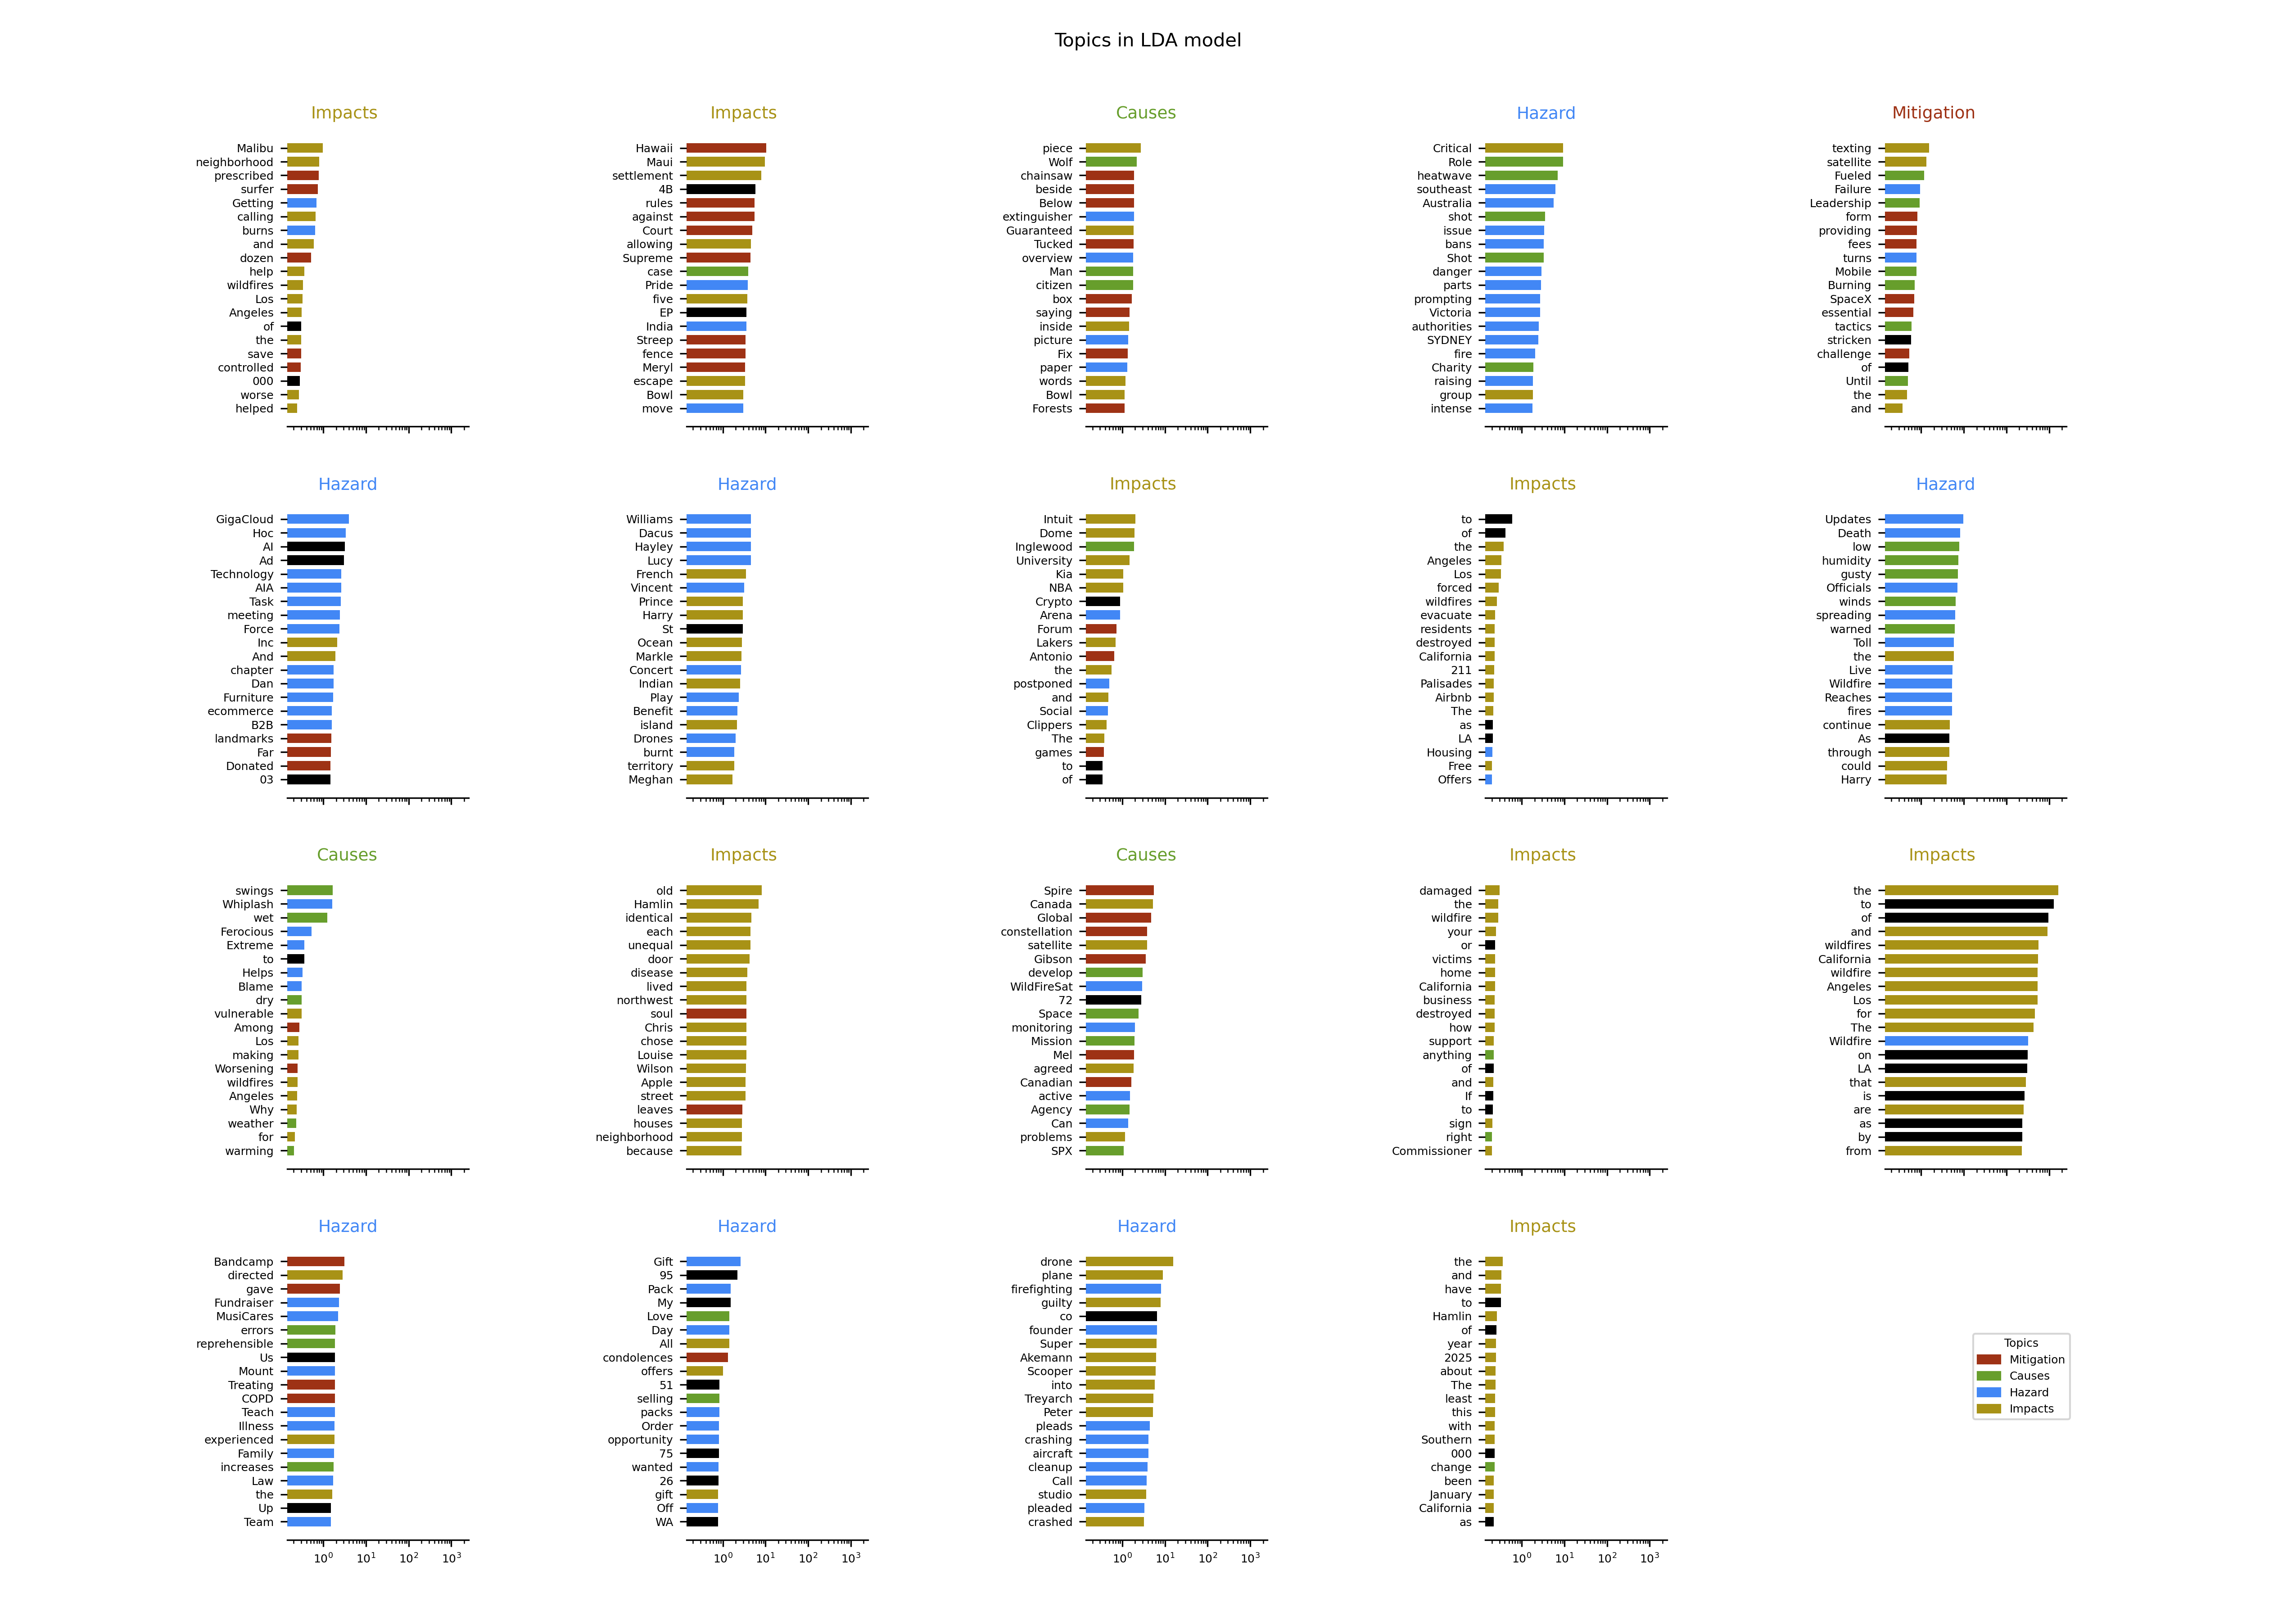 Topics in LDA model
Impacts
Malibu
neighborhood
prescribed
surfer
Getting
calling
burns
and
dozen
help
wildfires
Los
Angeles
of
the
save
controlled
000
worse
helped
Impacts
Hawaii
Maui
settlement
4B
rules
against
Court
allowing
Supreme
case
Pride
five
EP
India
Streep
fence
Meryl
escape
Bowl
move
Causes
piece
Wolf
chainsaw
beside
Below
extinguisher
Guaranteed
Tucked
overview
Man
citizen
box
saying
inside
picture
Fix
paper
words
Bowl
Forests
Hazard
Critical
Role
heatwave
southeast
Australia
shot
issue
bans
Shot
danger
parts
prompting
Victoria
authorities
SYDNEY
fire
Charity
raising
group
intense
Mitigation
texting
satellite
Fueled
Failure
Leadership
form
providing
fees
turns
Mobile
Burning
SpaceX
essential
tactics
stricken
challenge
of
Until
the
and
Hazard
GigaCloud
Hoc
AI
Ad
Technology
AIA
Task
meeting
Force
Inc
And
chapter
Dan
Furniture
ecommerce
B2B
landmarks
Far
Donated
03
Hazard
Williams
Dacus
Hayley
Lucy
French
Vincent
Prince
Harry
St
Ocean
Markle
Concert
Indian
Play
Benefit
island
Drones
burnt
territory
Meghan
Impacts
Intuit
Dome
Inglewood
University
Kia
NBA
Crypto
Arena
Forum
Lakers
Antonio
the
postponed
and
Social
Clippers
The
games
to
of
Impacts
to
of
the
Angeles
Los
forced
wildfires
evacuate
residents
destroyed
California
211
Palisades
Airbnb
The
as
LA
Housing
Free
Offers
Hazard
Updates
Death
low
humidity
gusty
Officials
winds
spreading
warned
Toll
the
Live
Wildfire
Reaches
fires
continue
As
through
could
Harry
Causes
swings
Whiplash
wet
Ferocious
Extreme
to
Helps
Blame
dry
vulnerable
Among
Los
making
Worsening
wildfires
Angeles
Why
weather
for
warming
Impacts
old
Hamlin
identical
each
unequal
door
disease
lived
northwest
soul
Chris
chose
Louise
Wilson
Apple
street
leaves
houses
neighborhood
because
Causes
Spire
Canada
Global
constellation
satellite
Gibson
develop
WildFireSat
72
Space
monitoring
Mission
Mel
agreed
Canadian
active
Agency
Can
problems
SPX
Impacts
damaged
the
wildfire
your
or
victims
home
California
business
destroyed
how
support
anything
of
and
If
to
sign
right
Commissioner
Impacts
the
to
of
and
wildfires
California
wildfire
Angeles
Los
for
The
Wildfire
on
LA
that
is
are
as
by
from
Hazard
Bandcamp
directed
gave
Fundraiser
MusiCares
errors
reprehensible
Us
Mount
Treating
COPD
Teach
Illness
experienced
Family
increases
Law
the
Up
Team
10⁰ 10¹ 10² 10³
Hazard
Gift
95
Pack
My
Love
Day
All
condolences
offers
51
selling
packs
Order
opportunity
75
wanted
26
gift
Off
WA
10⁰ 10¹ 10² 10³
Hazard
drone
plane
firefighting
guilty
co
founder
Super
Akemann
Scooper
into
Treyarch
Peter
pleads
crashing
aircraft
cleanup
Call
studio
pleaded
crashed
10⁰ 10¹ 10² 10³
Impacts
the
and
have
to
Hamlin
of
year
2025
about
The
least
this
with
Southern
000
change
been
January
California
as
10⁰ 10¹ 10² 10³
Topics
Mitigation
Causes
Hazard
Impacts